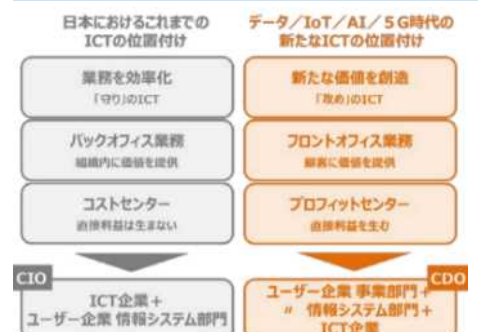 日本におけるこれまでの
ICTの位置付け
業務を効率化
「守り」のICT
バックオフィス業務
組織内に価値を提供
コストセンター
直接利益は生まない
CIO
ICT企業+
ユーザー企業 情報システム部門
データ／IoT／AI／5G時代の
新たなICTの位置付け
新たな価値を創造
「攻め」のICT
フロントオフィス業務
顧客に価値を提供
プロフィットセンター
直接利益を生む
CDO
ユーザー企業 事業部門+
〃 情報システム部門+
ICT企業